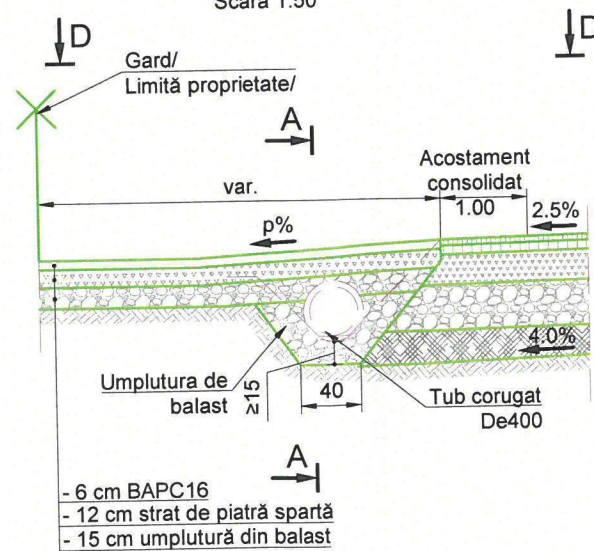 Scara 1:50
D
D
Gard/
Limită proprietate/
A
Acostament
consolidat
var.
1.00
2.5%
p%
4.0%
Umplutura de
balast
≥15
40
Tub corugat
De400
A
- 6 cm BAPC16
- 12 cm strat de piatră spartă
- 15 cm umplutură din balast